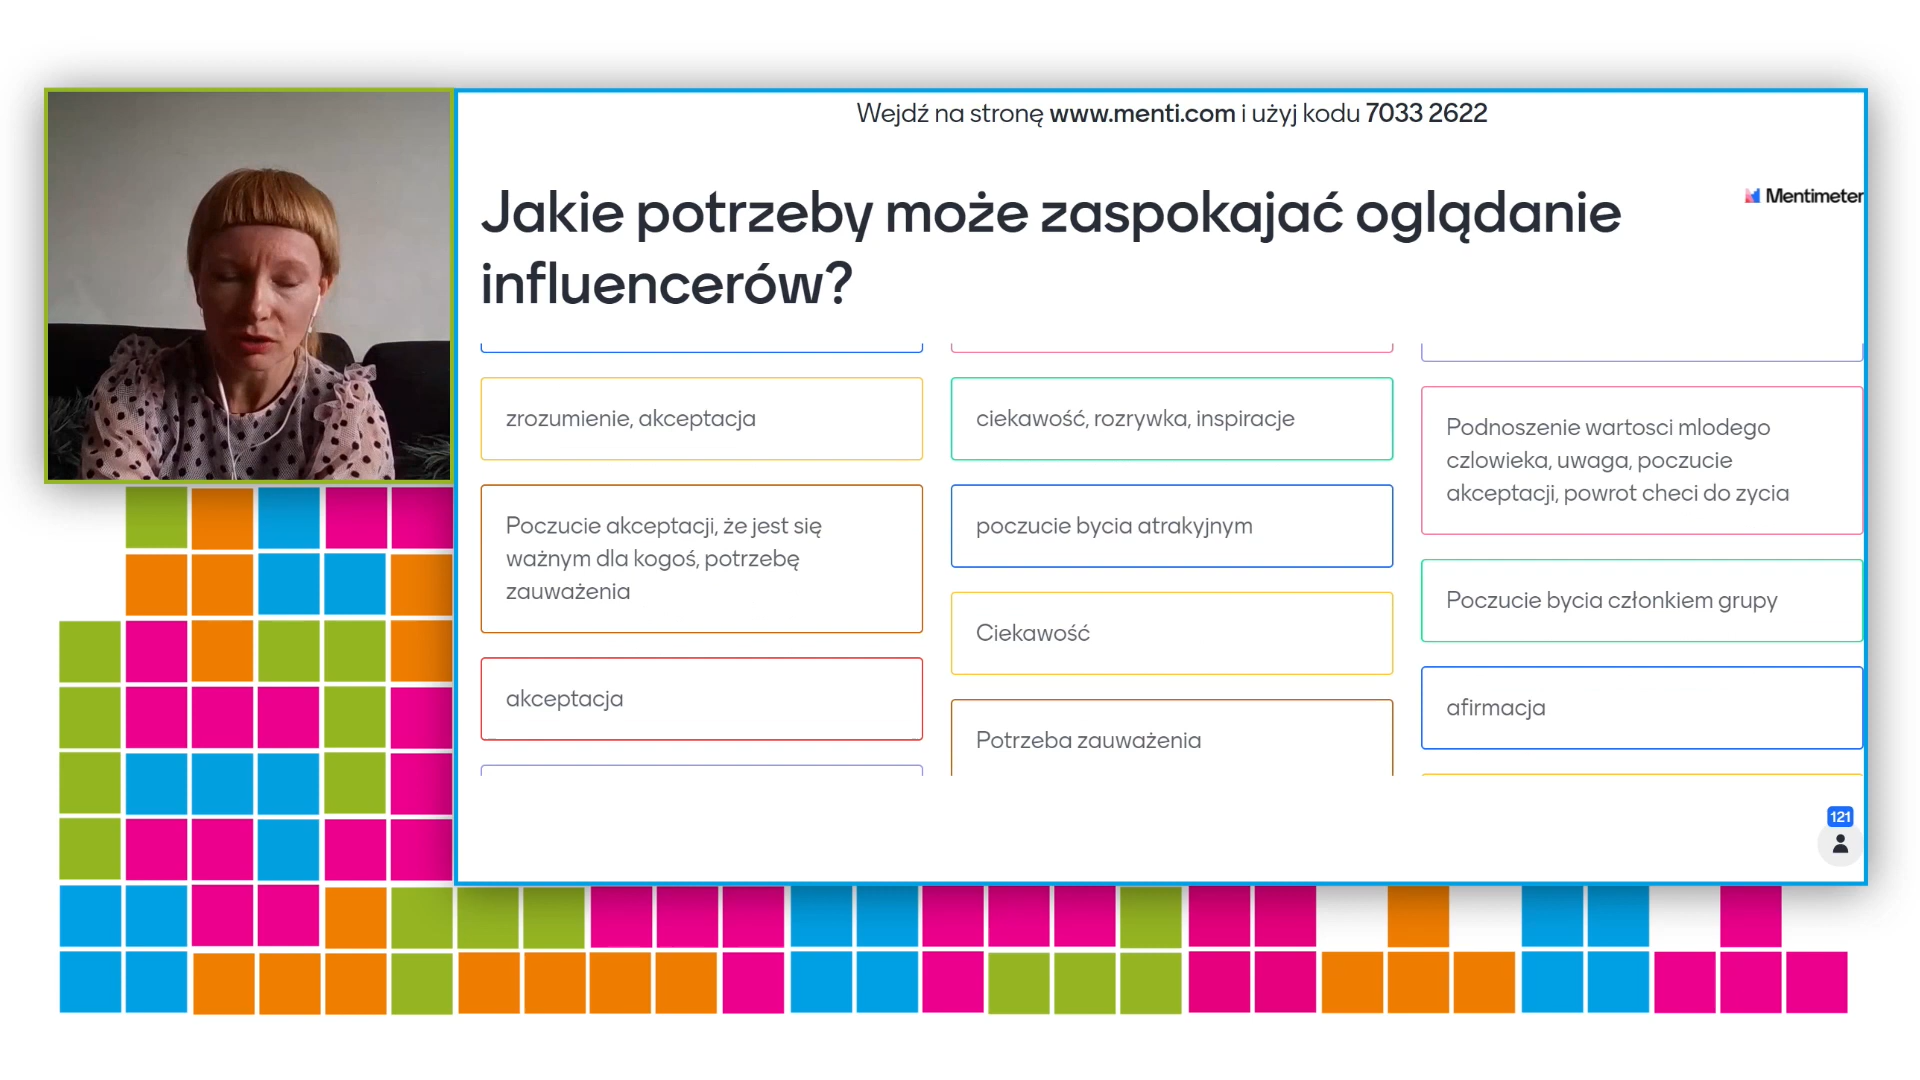 Wejdź na stronę www.menti.com i użyj kodu 7033 2622
Mentimeter
Jakie potrzeby może zaspokajać oglądanie
influencerów?
zrozumienie, akceptacja
Poczucie akceptacji, że jest się
ważnym dla kogoś, potrzebę
zauważenia
akceptacja
ciekawość, rozrywka, inspiracje
poczucie bycia atrakyjnym
Ciekawość
Potrzeba zauważenia
Podnoszenie wartosci mlodego
czlowieka, uwaga, poczucie
akceptacji, powrot checi do zycia
Poczucie bycia członkiem grupy
afirmacja
121